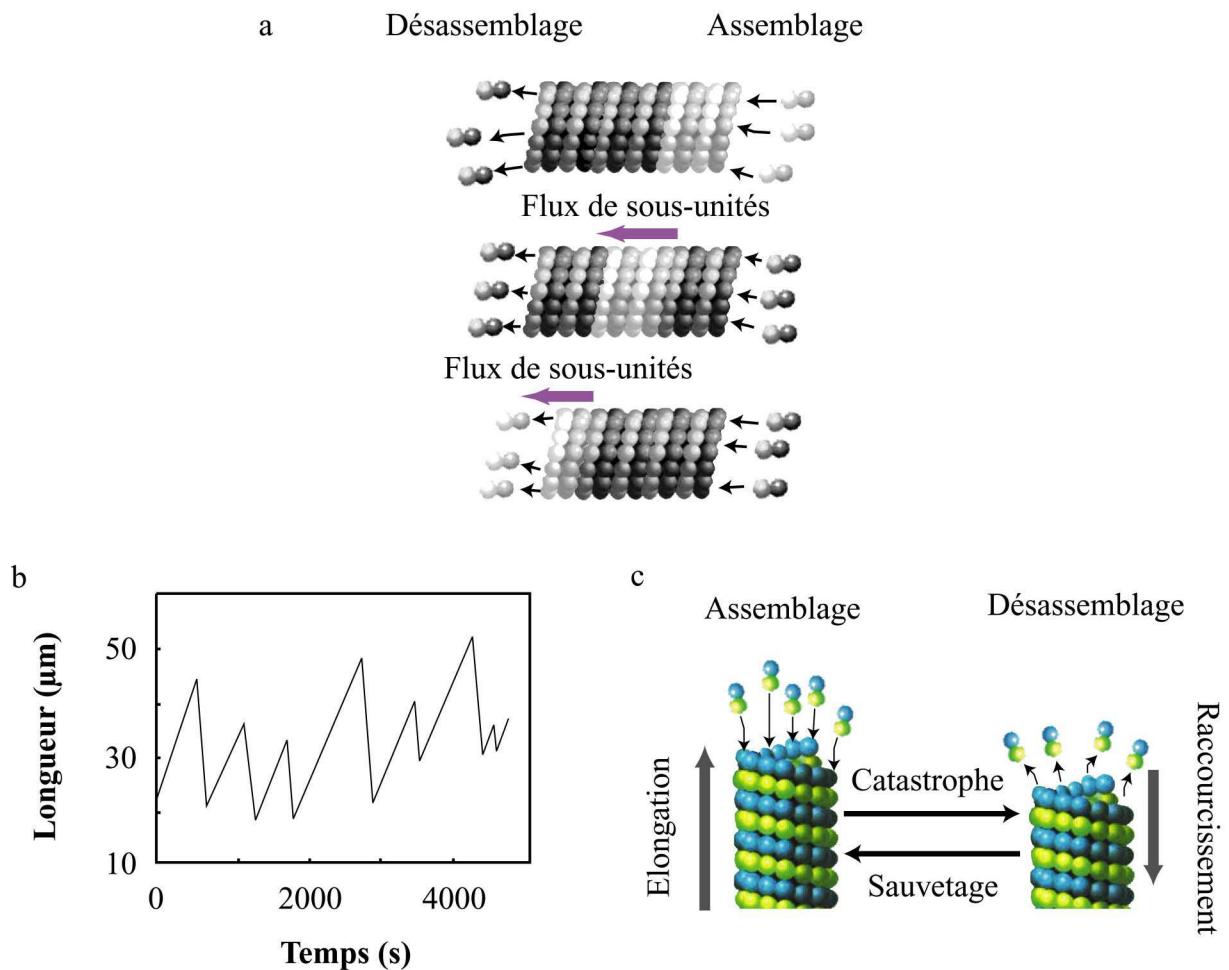 a
Désassemblage
Assemblage
Flux de sous-unités
Flux de sous-unités
b
Longueur (µm)
50
30
10
0
2000
4000
Temps (s)
c
Assemblage
Désassemblage
Elongation
Catastrophe
Sauvetage
Raccourcissement